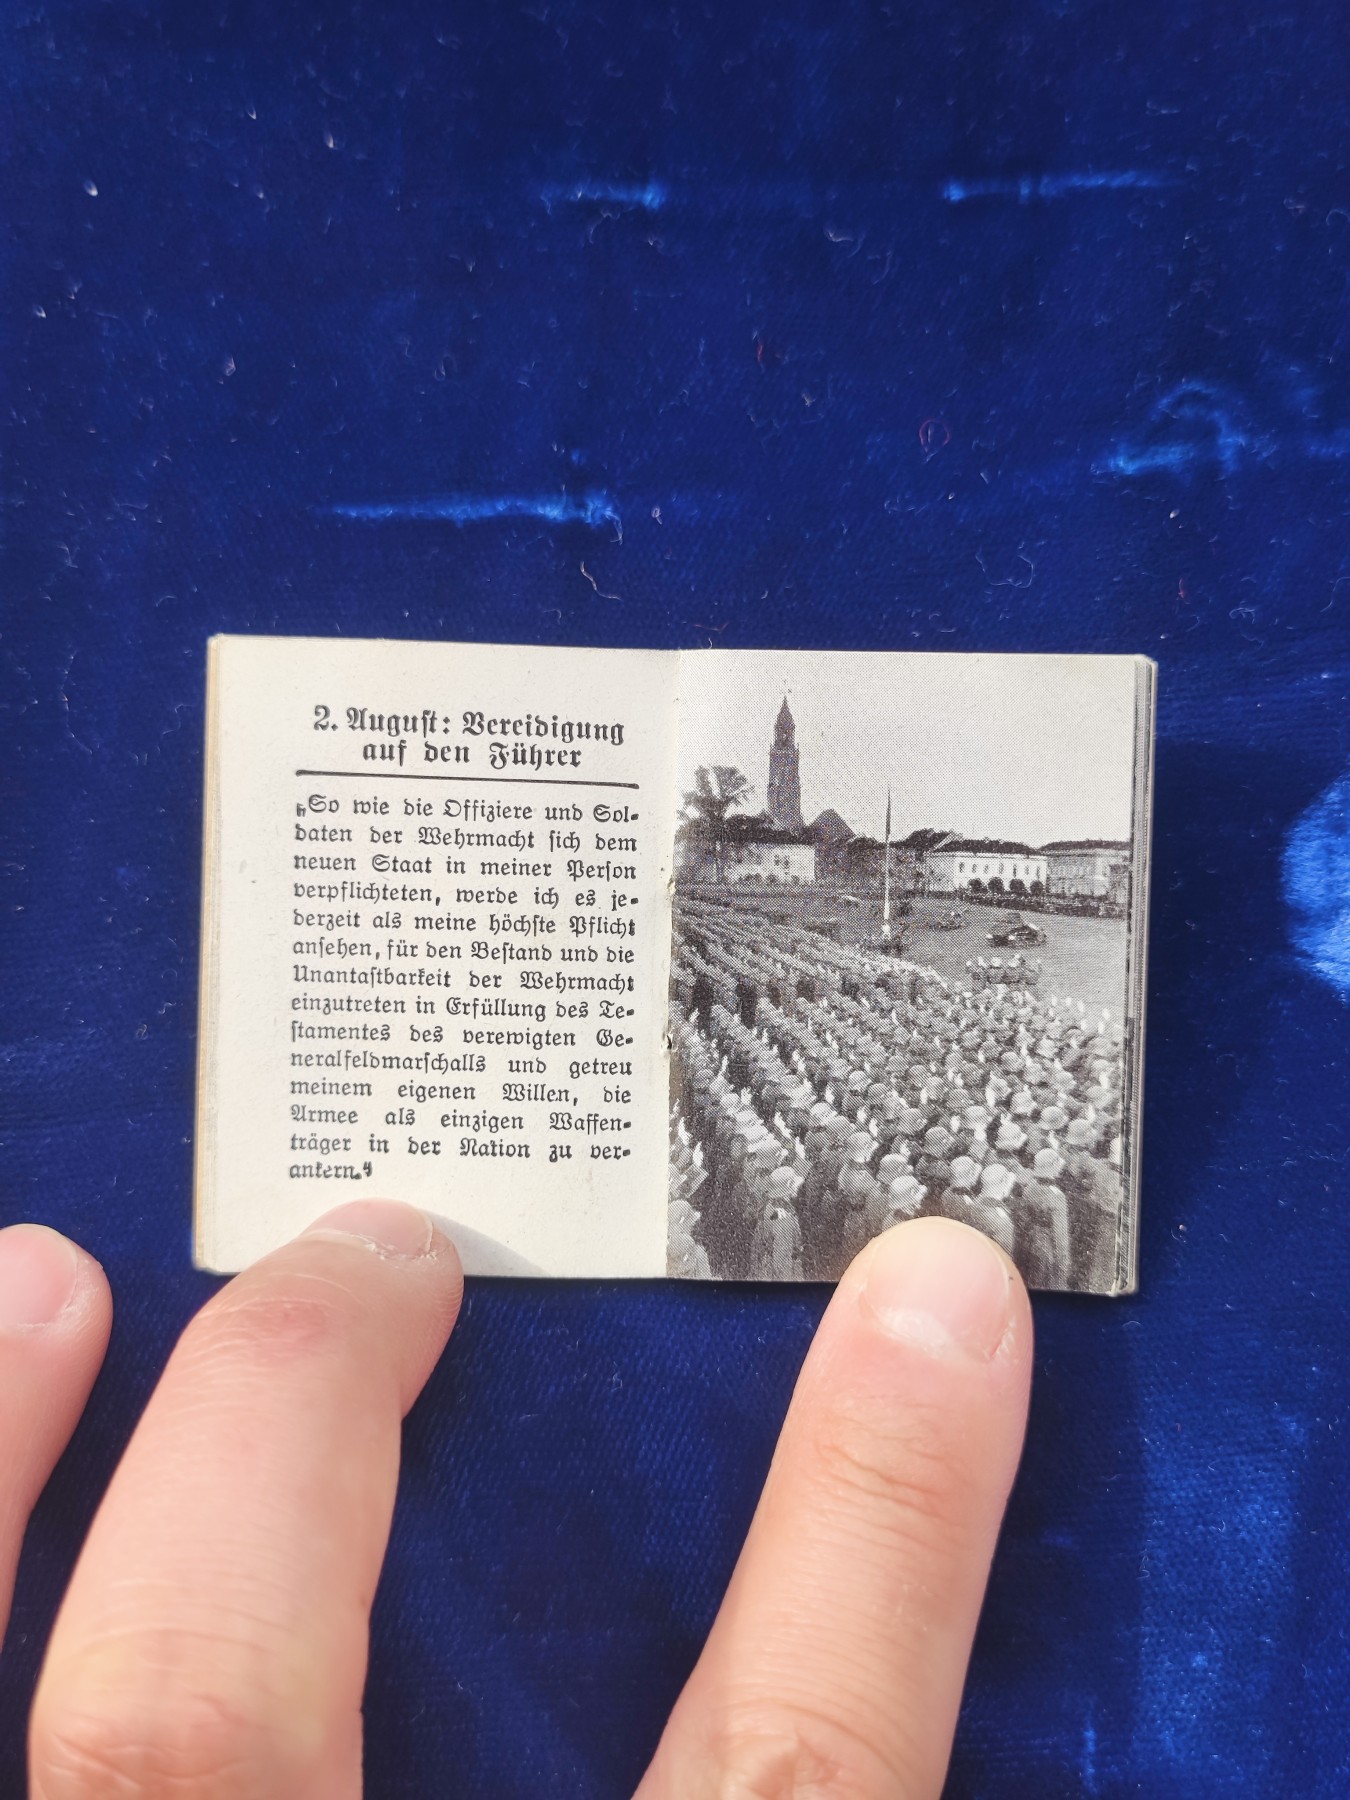 2. August: Vereidigung
auf den Führer
„So wie die Offiziere und Sol-
daten der Wehrmacht sich dem
neuen Staat in meiner Person
verpflichteten, werde ich es je-
derzeit als meine höchste Pflicht
ansehen, für den Bestand und die
Unantastbarkeit der Wehrmacht
einzutreten in Erfüllung des Te-
stamentes des verewigten Ge-
neralfeldmarschalls und getreu
meinem eigenen Willen, die
Armee als einzigen Waffen-
träger in der Nation zu ver-
ankern.“